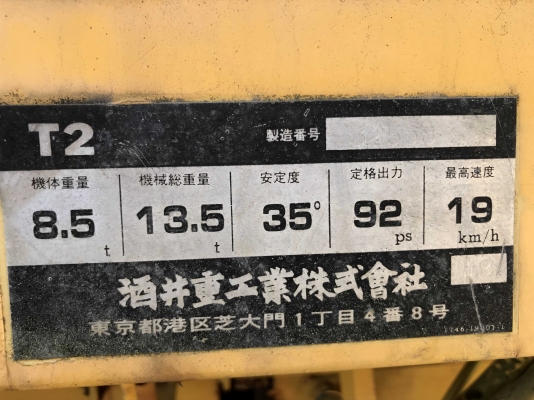 T2 製造番号
機体重量 機械総重量 安定度 定格出力 最高速度
8.5 t 13.5 t 35° 92 ps 19 km/h
酒井重工業株式會社
東京都港区芝大門1丁目4番8号